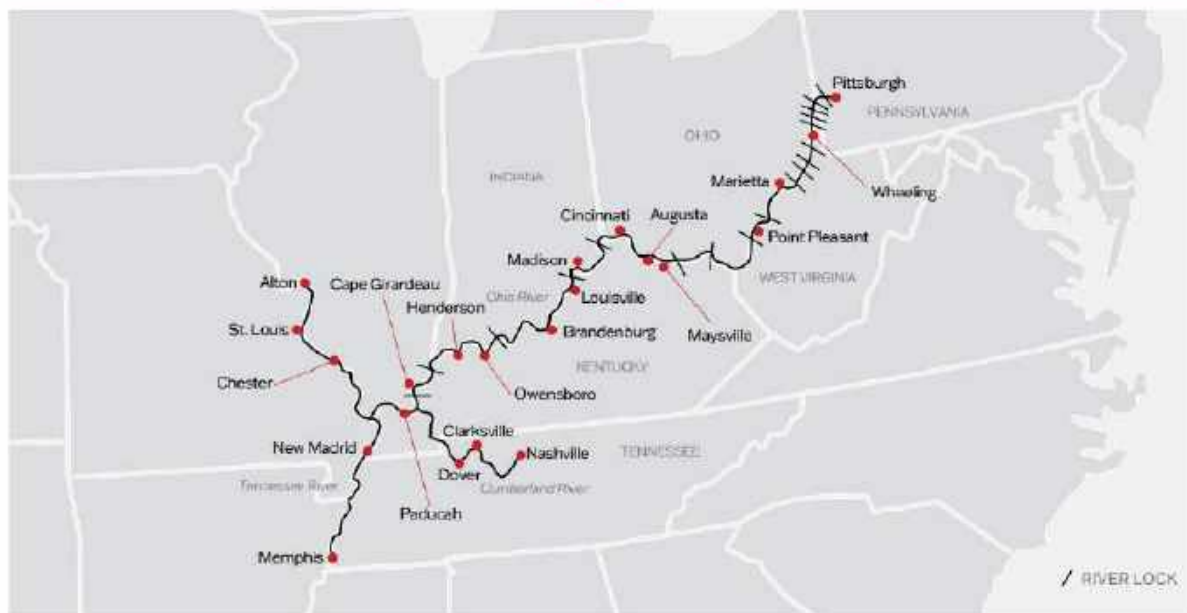 Pittsburgh
PENNSYLVANIA
OHIO
Wheeling
Marietta
INDIANA
Cincinnati
Augusta
Point Pleasant
Madison
WEST VIRGINIA
Alton
Cape Girardeau
Henderson
Ohio River
Louisville
St. Louis
Brandenburg
Maysville
Chester
KENTUCKY
Owensboro
Clarksville
New Madrid
Nashville
TENNESSEE
Dover
Tennessee River
Cumberland River
Paducah
Memphis
RIVER LOCK